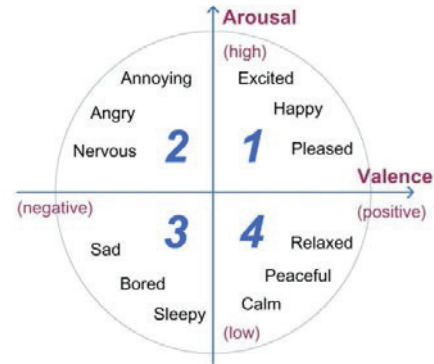 Arousal
(high)
Annoying
Excited
Angry
Happy
Nervous
2
1
Pleased
Valence
(negative)
(positive)
3
4
Sad
Relaxed
Bored
Peaceful
Sleepy
Calm
(low)